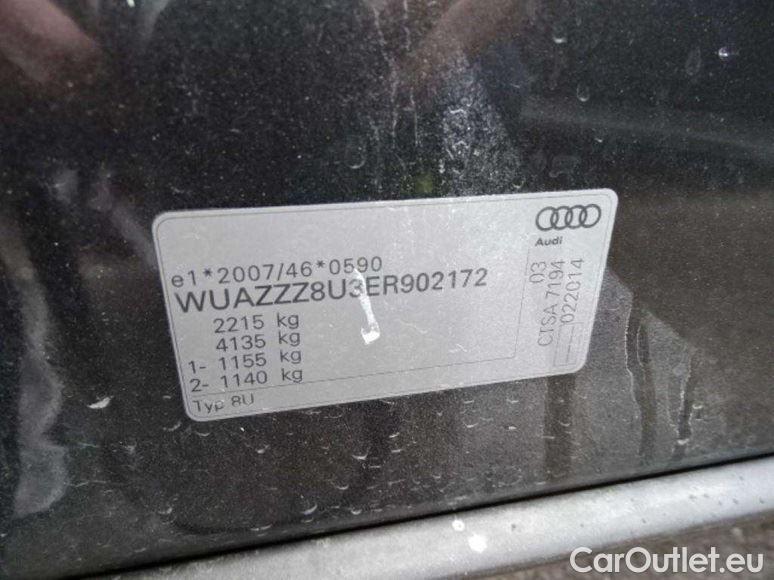 Audi
e1*2007/46*0590
WUAZZZ8U3ER902172
2215 kg
4135 kg
1- 1155 kg
2- 1140 kg
Typ 8U
03
CTSA 7194
022014
CarOutlet.eu